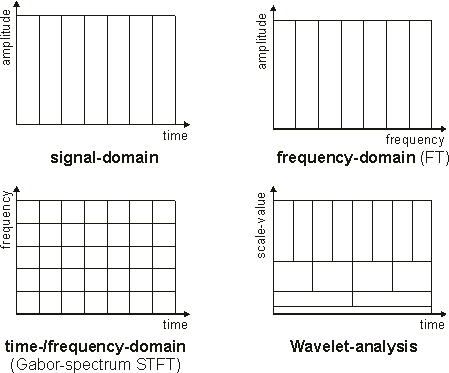 amplitude
time
signal-domain
amplitude
frequency
frequency-domain (FT)
frequency
time
time-/frequency-domain
(Gabor-spectrum STFT)
scale-value
time
Wavelet-analysis